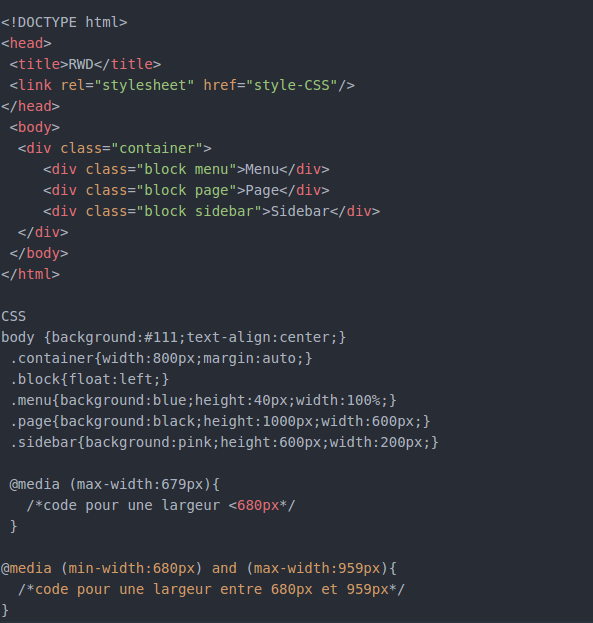 <!DOCTYPE html>
<head>
<title>RWD</title>
<link rel="stylesheet" href="style-CSS"/>
</head>
<body>
<div class="container">
<div class="block menu">Menu</div>
<div class="block page">Page</div>
<div class="block sidebar">Sidebar</div>
</div>
</body>
</html>
CSS
body {background:#111;text-align:center;}
.container{width:800px;margin:auto;}
.block{float:left;}
.menu{background:blue;height:40px;width:100%;}
.page{background:black;height:1000px;width:600px;}
.sidebar{background:pink;height:600px;width:200px;}
@media (max-width:679px){
/*code pour une largeur <680px*/
}
@media (min-width:680px) and (max-width:959px){
/*code pour une largeur entre 680px et 959px*/
}